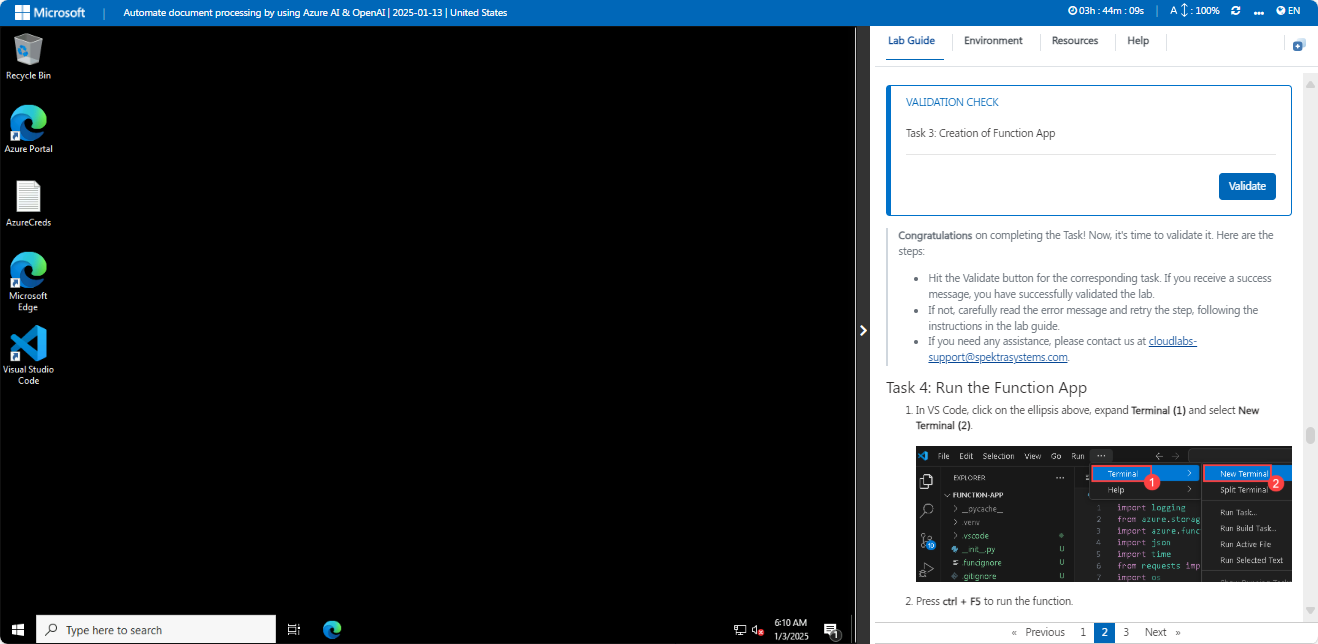 Microsoft
Automate document processing by using Azure AI & OpenAI | 2025-01-13 | United States
03h : 44m : 09s
A : 100%
EN
Recycle Bin
Azure Portal
AzureCreds
Microsoft
Edge
Visual Studio
Code
Type here to search
6:10 AM
1/3/2025
1
Lab Guide
Environment
Resources
Help
VALIDATION CHECK
Task 3: Creation of Function App
Validate
Congratulations on completing the Task! Now, it's time to validate it. Here are the
steps:
• Hit the Validate button for the corresponding task. If you receive a success
message, you have successfully validated the lab.
• If not, carefully read the error message and retry the step, following the
instructions in the lab guide.
• If you need any assistance, please contact us at cloudlabs-
support@spektrasystems.com.
Task 4: Run the Function App
1. In VS Code, click on the ellipsis above, expand Terminal (1) and select New
Terminal (2).
File Edit Selection View Go Run ...
Terminal
1
New Terminal
2
Help
Split Terminal
EXPLORER
FUNCTION-APP
__pycache__
.venv
.vscode
__init__.py U
.funcignore U
.gitignore U
10
1 import logging
2 from azure.storag
3 import azure.func
4 import json
5 import time
6 from requests imp
7 import os
Run Task...
Run Build Task...
Run Active File
Run Selected Text
2. Press ctrl + F5 to run the function.
« Previous 1 2 3 Next »